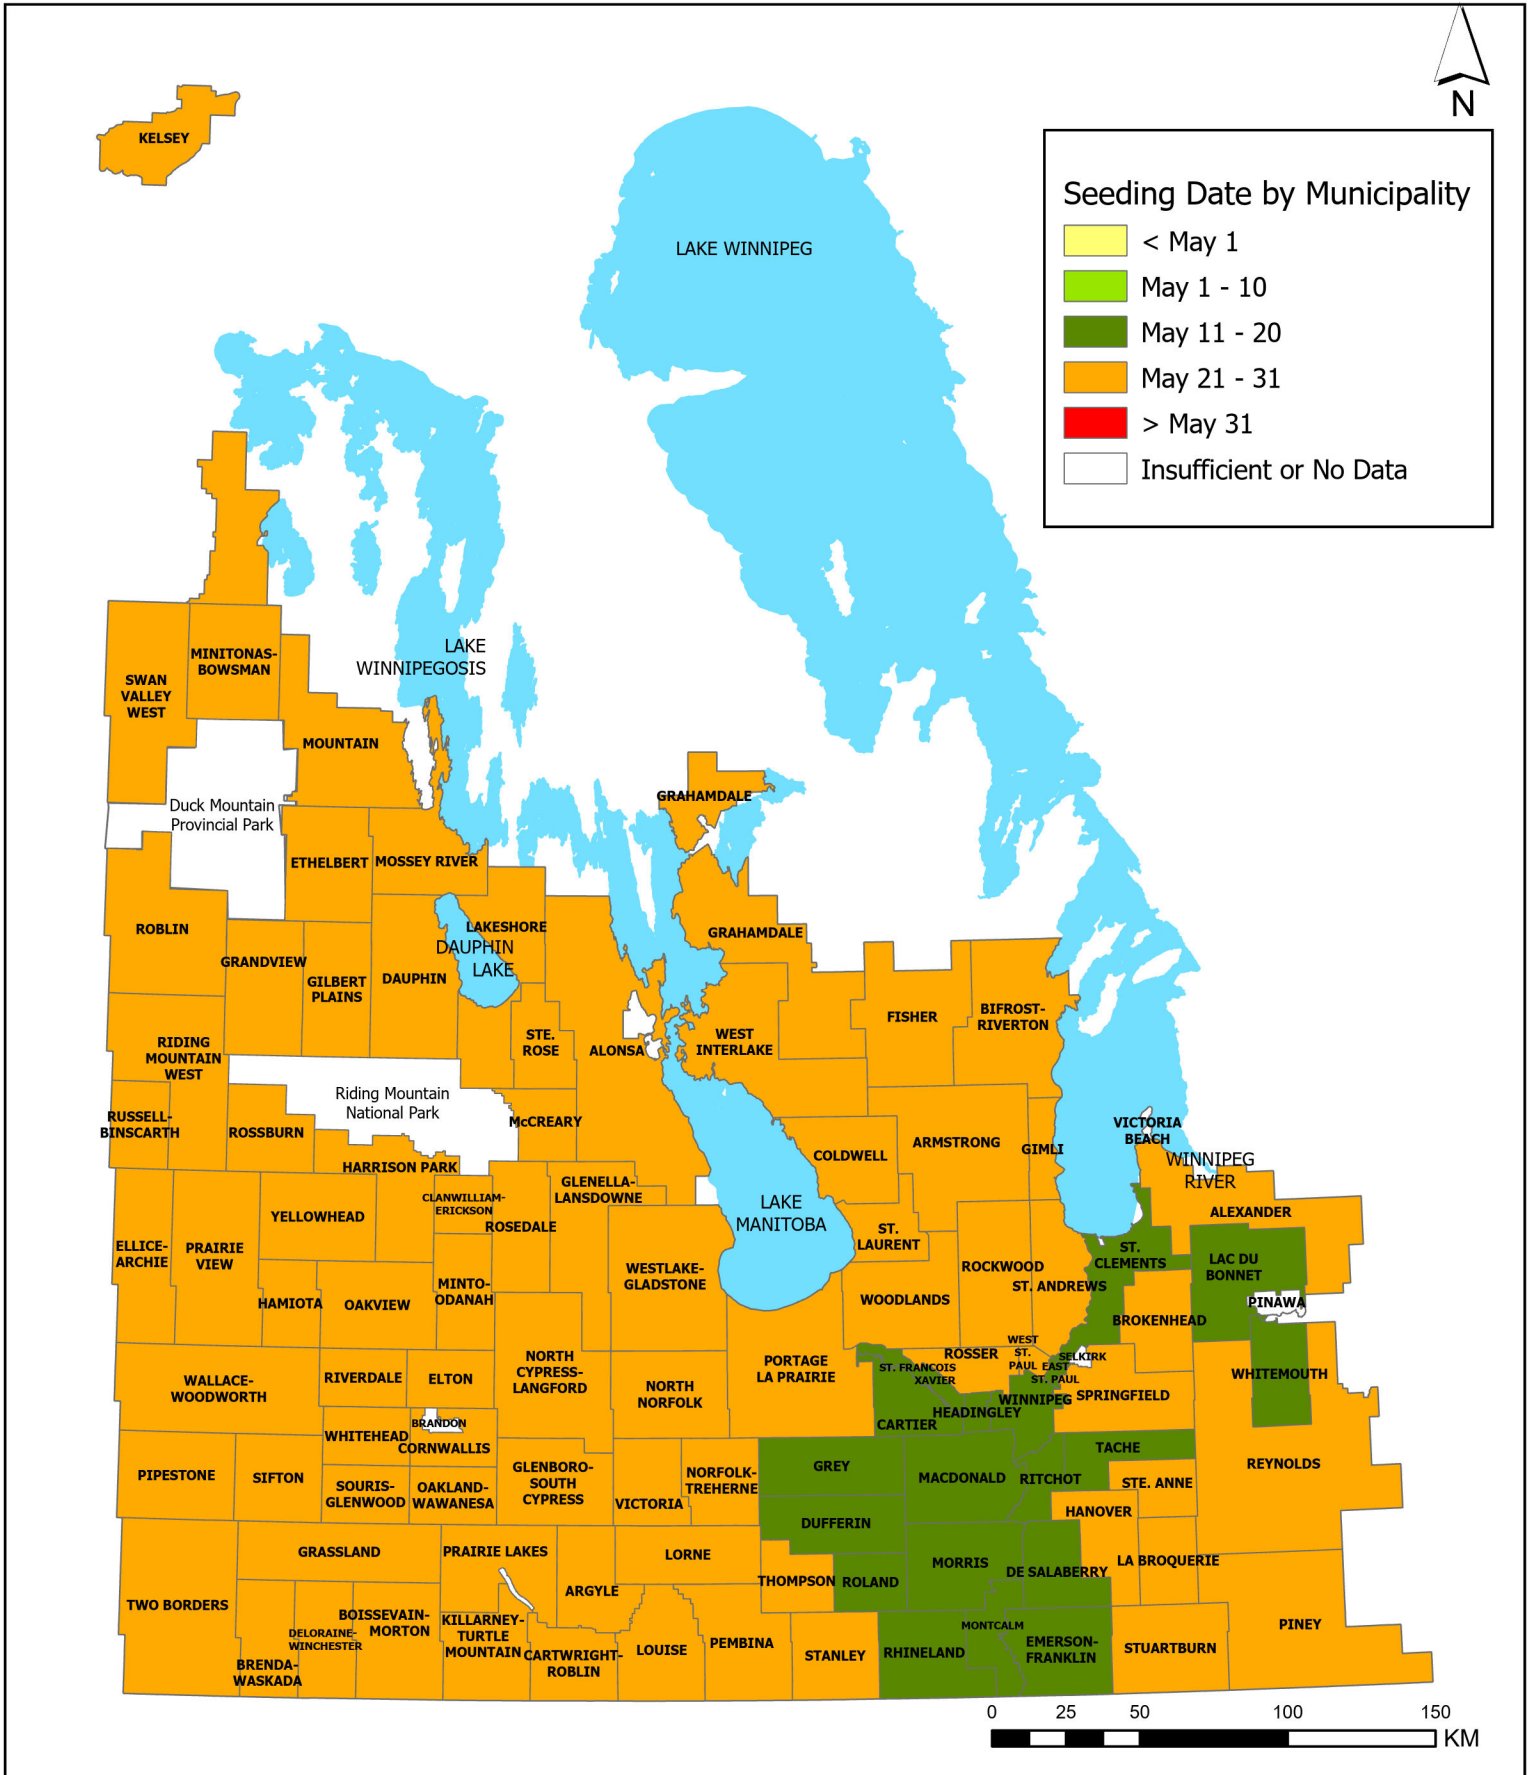 N
KELSEY
LAKE WINNIPEG
Seeding Date by Municipality
< May 1
May 1 - 10
May 11 - 20
May 21 - 31
> May 31
Insufficient or No Data
LAKE
WINNIPEGOSIS
MINITONAS-
BOWSMAN
SWAN
VALLEY
WEST
MOUNTAIN
Duck Mountain
Provincial Park
GRAHAMDALE
ETHELBERT
MOSSEY RIVER
ROBLIN
LAKESHORE
DAUPHIN
LAKE
GRAHAMDALE
GRANDVIEW
GILBERT
PLAINS
DAUPHIN
FISHER
BIFROST-
RIVERTON
RIDING
MOUNTAIN
WEST
STE.
ROSE
ALONSA
WEST
INTERLAKE
Riding Mountain
National Park
RUSSELL-
BINSCARTH
ROSSBURN
McCREARY
HARRISON PARK
COLDWELL
ARMSTRONG
GIMLI
VICTORIA
BEACH
WINNIPEG
RIVER
GLENELLA-
LANSDOWNE
CLANWILLIAM-
ERICKSON
ROSEDALE
LAKE
MANITOBA
YELLOWHEAD
ALEXANDER
ELLICE-
ARCHIE
PRAIRIE
VIEW
ST.
LAURENT
ST.
CLEMENTS
LAC DU
BONNET
WESTLAKE-
GLADSTONE
ROCKWOOD
ST. ANDREWS
HAMIOTA
OAKVIEW
MINTO-
ODANAH
WOODLANDS
PINAWA
BROKENHEAD
WALLACE-
WOODWORTH
RIVERDALE
ELTON
NORTH
CYPRESS-
LANGFORD
NORTH
NORFOLK
PORTAGE
LA PRAIRIE
ST. FRANCOIS
XAVIER
ROSSER
WEST
ST.
PAUL
EAST
ST. PAUL
SELKIRK
SPRINGFIELD
WHITEMOUTH
WINNIPEG
HEADINGLEY
CARTIER
BRANDON
WHITEHEAD
CORNWALLIS
TACHE
PIPESTONE
SIFTON
SOURIS-
GLENWOOD
OAKLAND-
WAWANESA
GLENBORO-
SOUTH
CYPRESS
VICTORIA
NORFOLK-
TREHERNE
GREY
MACDONALD
RITCHOT
STE. ANNE
REYNOLDS
HANOVER
DUFFERIN
GRASSLAND
PRAIRIE LAKES
LORNE
ARGYLE
THOMPSON
ROLAND
MORRIS
DE SALABERRY
LA BROQUERIE
TWO BORDERS
BOISSEVAIN-
MORTON
DELORAINE-
WINCHESTER
BRENDA-
WASKADA
KILLARNEY-
TURTLE
MOUNTAIN
CARTWRIGHT-
ROBLIN
LOUISE
PEMBINA
STANLEY
RHINELAND
MONTCALM
EMERSON-
FRANKLIN
STUARTBURN
PINEY
0 25 50 100 150
KM